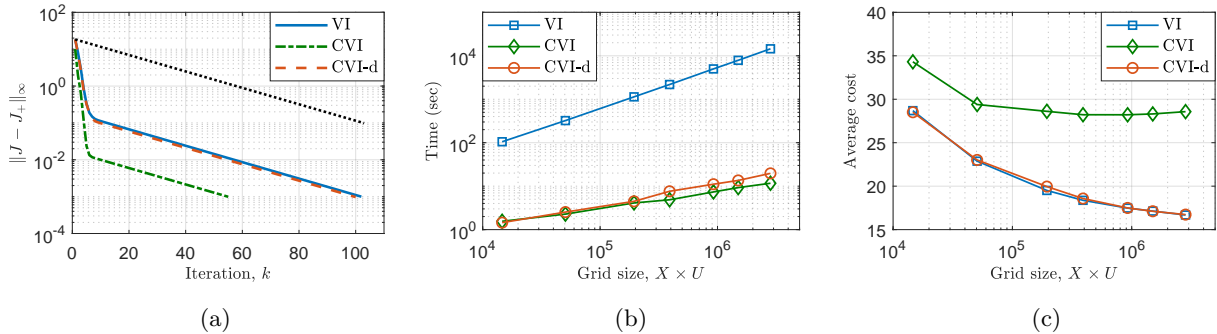 VI
CVI
CVI-d
10^2
10^0
10^-2
10^-4
‖J − J_+‖_∞
0 20 40 60 80 100
Iteration, k
(a)
VI
CVI
CVI-d
10^4
10^2
10^0
Time (sec)
10^4 10^5 10^6
Grid size, X × U
(b)
VI
CVI
CVI-d
40
35
30
25
20
15
Average cost
10^4 10^5 10^6
Grid size, X × U
(c)